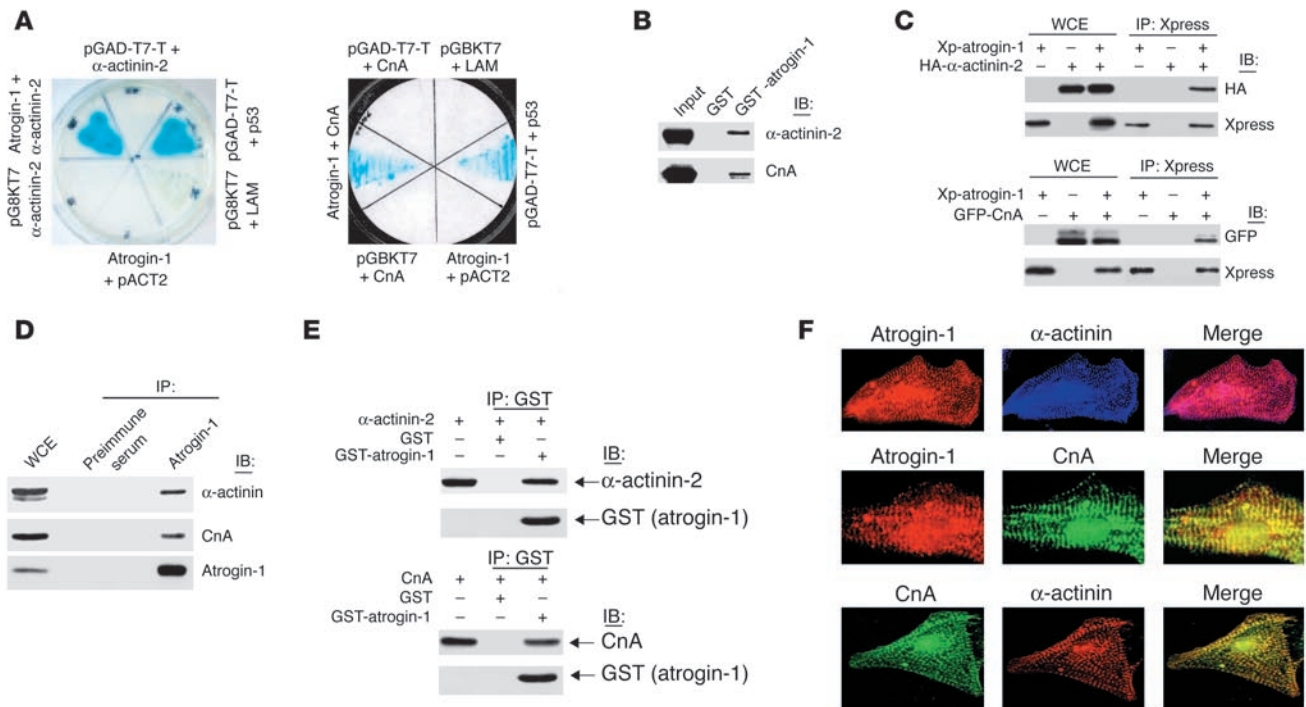 A
pGAD-T7-T +
α-actinin-2
Atrogin-1 +
α-actinin-2
pGAD-T7-T
+ p53
pG8KT7
α-actinin-2
pG8KT7
+ LAM
Atrogin-1
+ pACT2
pGAD-T7-T
+ CnA
pGBKT7
+ LAM
Atrogin-1 + CnA
pGAD-T7-T + p53
pGBKT7
+ CnA
Atrogin-1
+ pACT2
B
Input
GST
GST-atrogin-1
IB:
α-actinin-2
CnA
C
WCE IP: Xpress
Xp-atrogin-1 + – + + – +
HA-α-actinin-2 – + + – + +
IB:
HA
Xpress
WCE IP: Xpress
Xp-atrogin-1 + – + + – +
GFP-CnA – + + – + +
IB:
GFP
Xpress
D
IP:
WCE
Preimmune
serum
Atrogin-1
IB:
α-actinin
CnA
Atrogin-1
E
IP: GST
α-actinin-2 + + +
GST – + –
GST-atrogin-1 – – +
IB:
α-actinin-2
GST (atrogin-1)
IP: GST
CnA + + +
GST – + –
GST-atrogin-1 – – +
IB:
CnA
GST (atrogin-1)
F
Atrogin-1 α-actinin Merge
Atrogin-1 CnA Merge
CnA α-actinin Merge